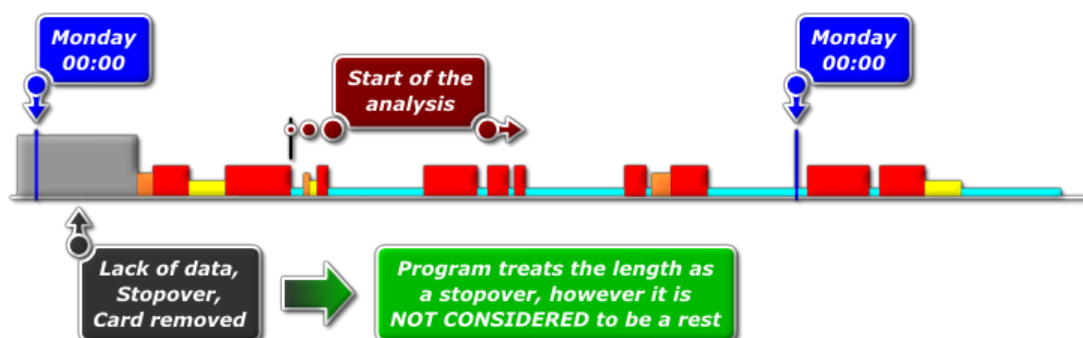 Monday
00:00
Monday
00:00
Start of the
analysis
Lack of data,
Stopover,
Card removed
Program treats the length as
a stopover, however it is
NOT CONSIDERED to be a rest